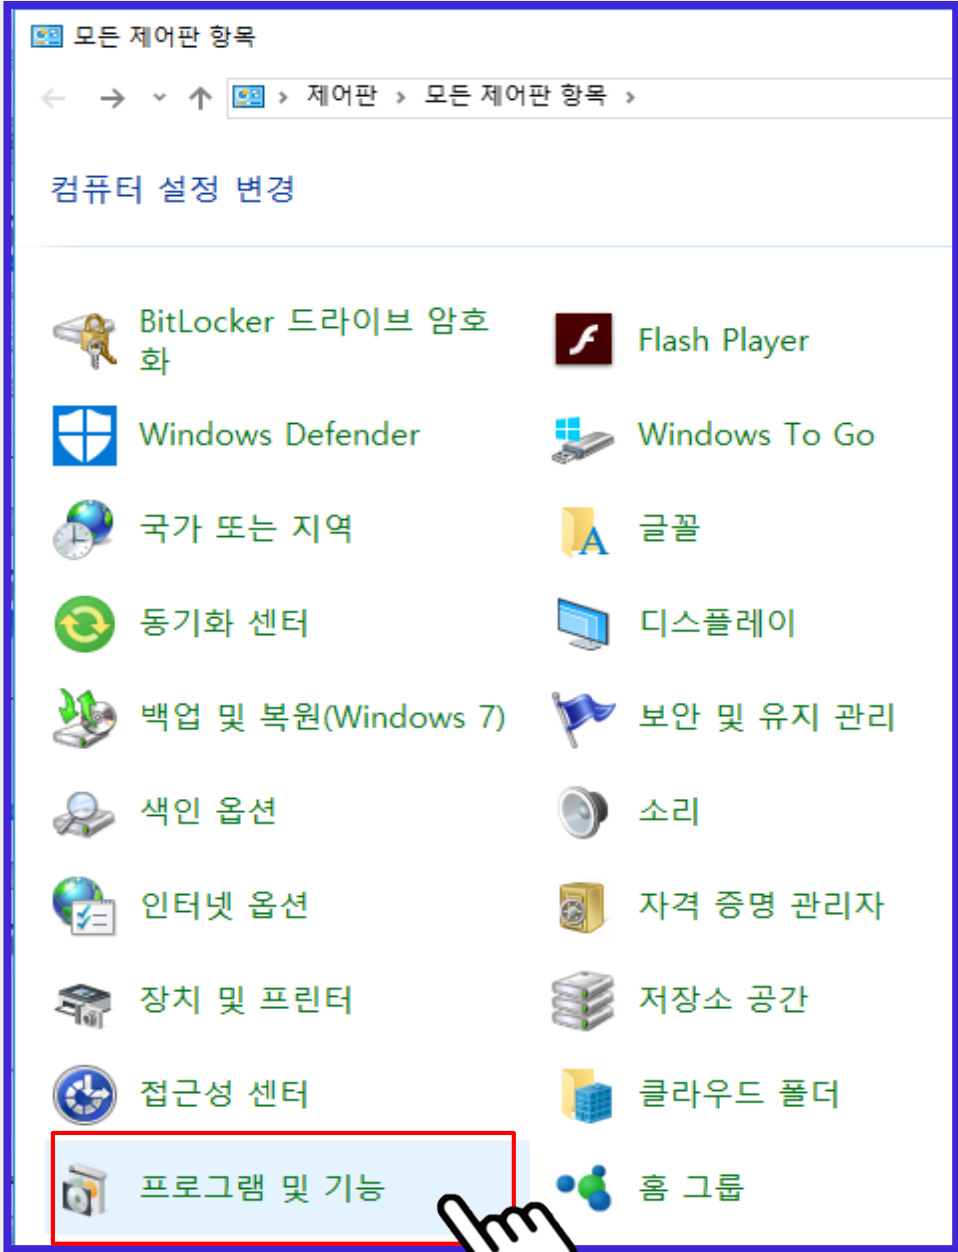 모든 제어판 항목
제어판 > 모든 제어판 항목 >
컴퓨터 설정 변경
BitLocker 드라이브 암호
화
Flash Player
Windows Defender
Windows To Go
국가 또는 지역
글꼴
동기화 센터
디스플레이
백업 및 복원(Windows 7)
보안 및 유지 관리
색인 옵션
소리
인터넷 옵션
자격 증명 관리자
장치 및 프린터
저장소 공간
접근성 센터
클라우드 폴더
프로그램 및 기능
홈 그룹